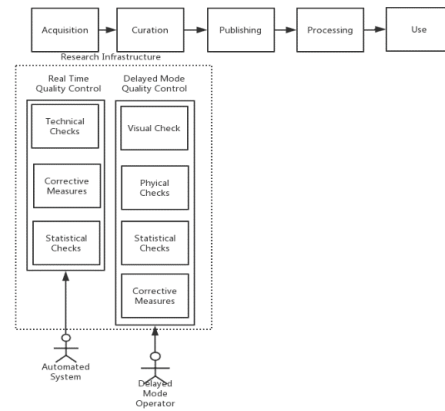 Acquisition
Curation
Publishing
Processing
Use
Research Infrastructure
Real Time
Quality Control
Delayed Mode
Quality Control
Technical
Checks
Corrective
Measures
Statistical
Checks
Visual Check
Phyical
Checks
Statistical
Checks
Corrective
Measures
Automated
System
Delayed
Mode
Operator